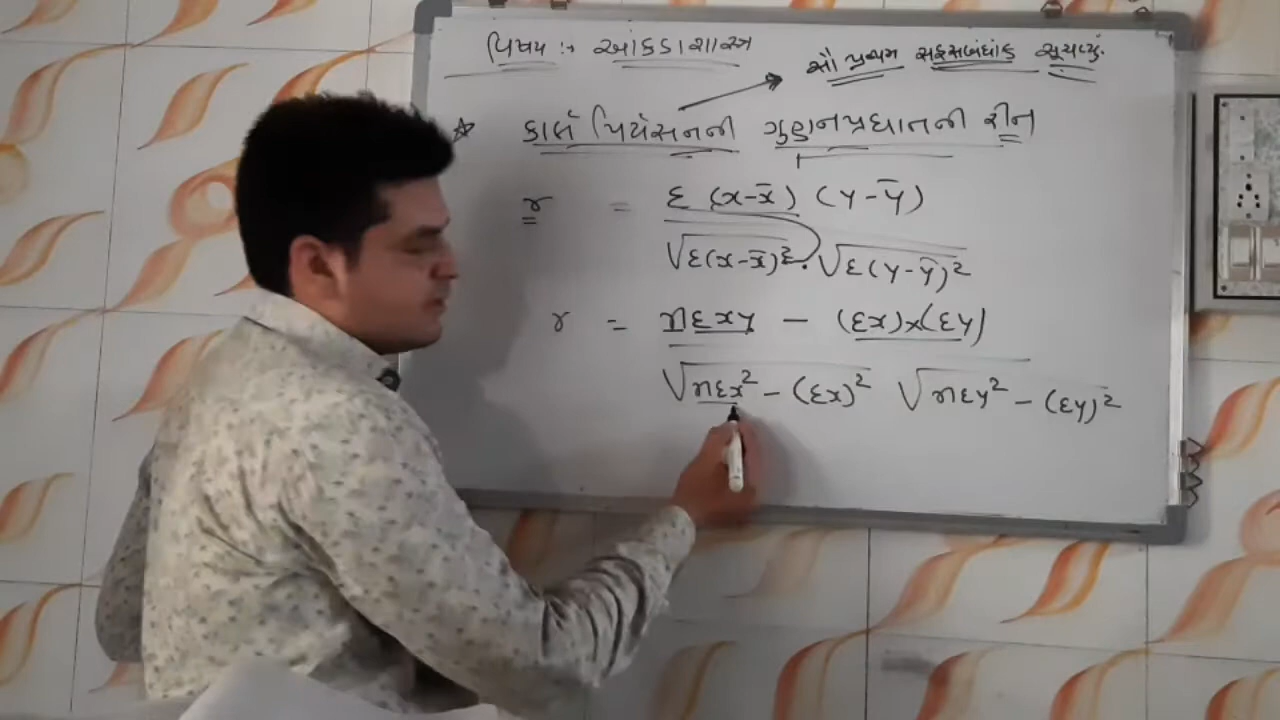 વિષય :- આંકડાશાસ્ત્ર
સૌ પ્રથમ સહસંબંધાંક સૂચવ્યું.
☆ કાર્લ પિયર્સનની ગુણનપ્રઘાતની રીત
r = Σ(x-x̄) (y-ȳ)
√Σ(x-x̄)² . √Σ(y-ȳ)²
r = nΣxy - (Σx)×(Σy)
√nΣx² - (Σx)² √nΣy² - (Σy)²